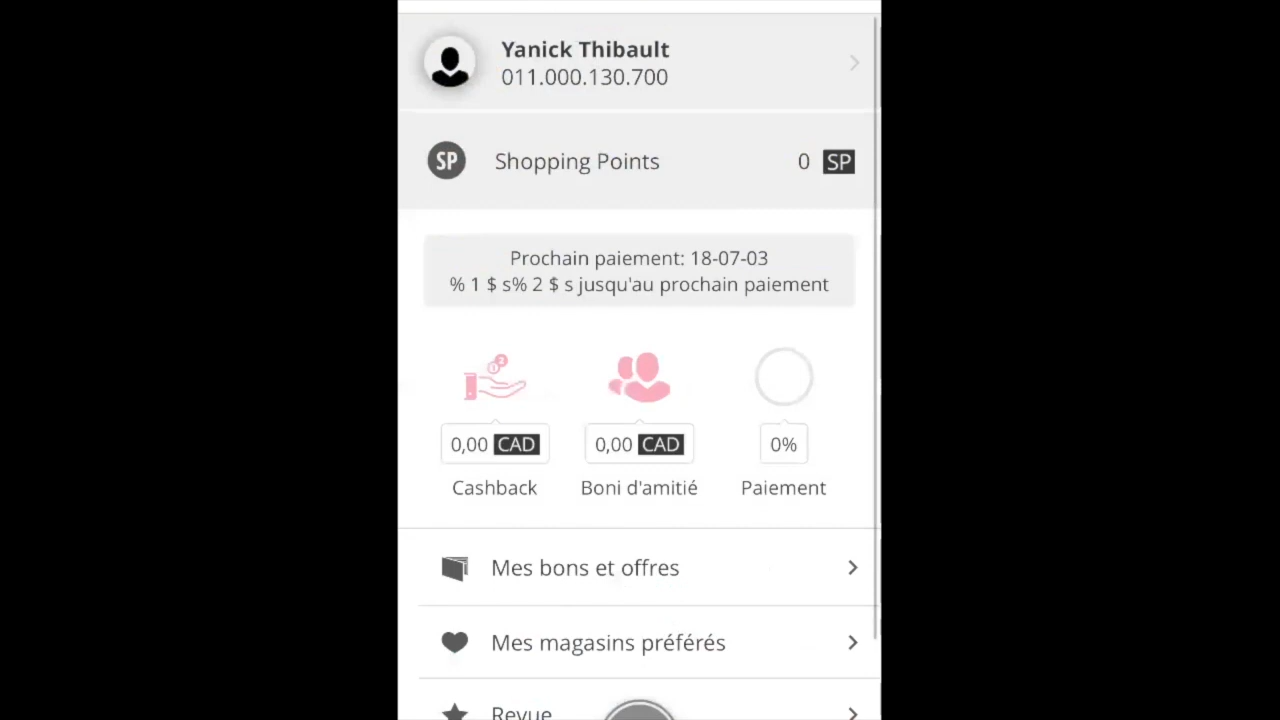 Yanick Thibault
011.000.130.700
SP Shopping Points 0 SP
Prochain paiement: 18-07-03
% 1 $ s% 2 $ s jusqu'au prochain paiement
0,00 CAD 0,00 CAD 0%
Cashback Boni d'amitié Paiement
Mes bons et offres
Mes magasins préférés
Revue